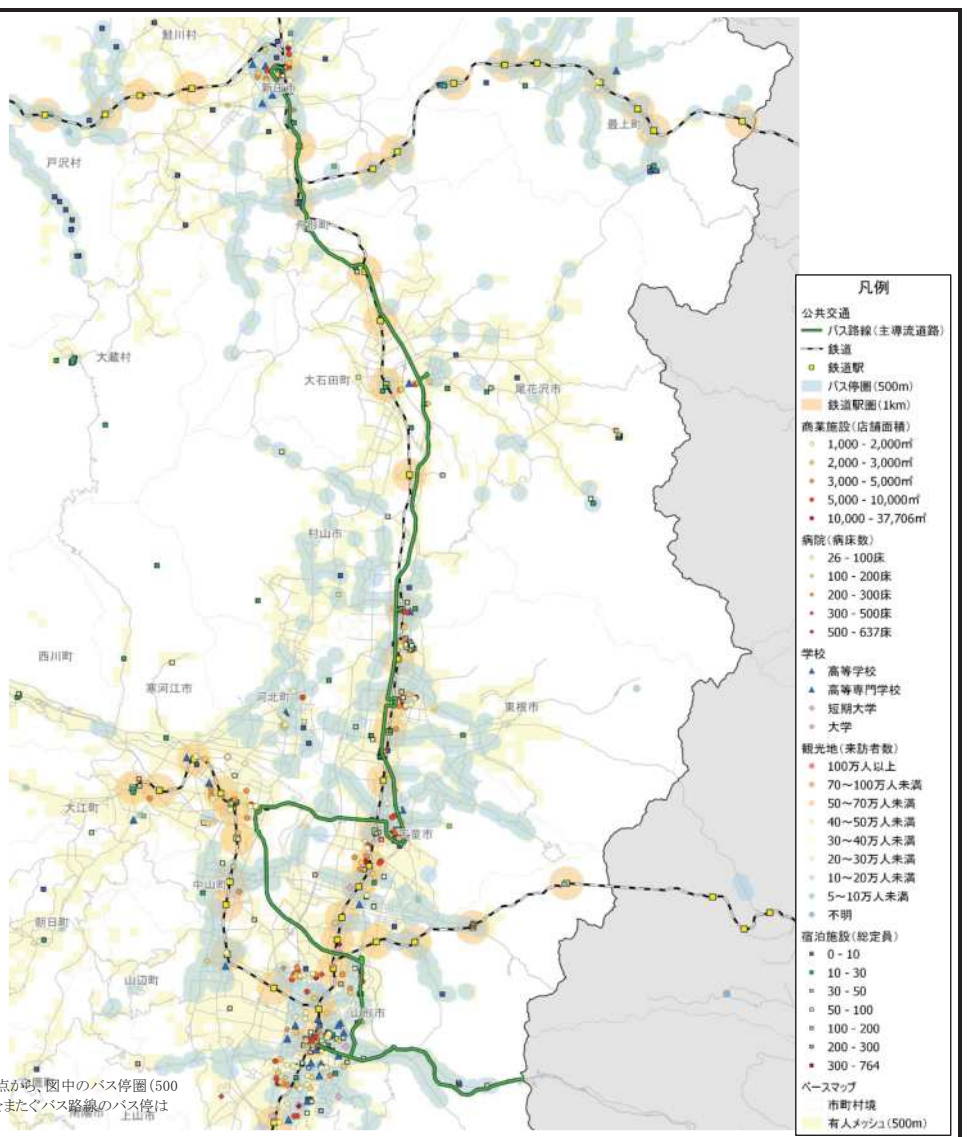 鮭川村
新庄市
最上町
戸沢村
舟形町
大蔵村
大石田町
尾花沢市
村山市
西川町
寒河江市
河北町
東根市
大江町
天童市
中山町
朝日町
山辺町
山形市
上山市
点から、図中のバス停圏(500
をまたぐバス路線のバス停は
凡例
公共交通
バス路線(主導流道路)
鉄道
鉄道駅
バス停圏(500m)
鉄道駅圏(1km)
商業施設(店舗面積)
1,000 - 2,000㎡
2,000 - 3,000㎡
3,000 - 5,000㎡
5,000 - 10,000㎡
10,000 - 37,706㎡
病院(病床数)
26 - 100床
100 - 200床
200 - 300床
300 - 500床
500 - 637床
学校
高等学校
高等専門学校
短期大学
大学
観光地(来訪者数)
100万人以上
70～100万人未満
50～70万人未満
40～50万人未満
30～40万人未満
20～30万人未満
10～20万人未満
5～10万人未満
不明
宿泊施設(総定員)
0 - 10
10 - 30
30 - 50
50 - 100
100 - 200
200 - 300
300 - 764
ベースマップ
市町村境
有人メッシュ(500m)